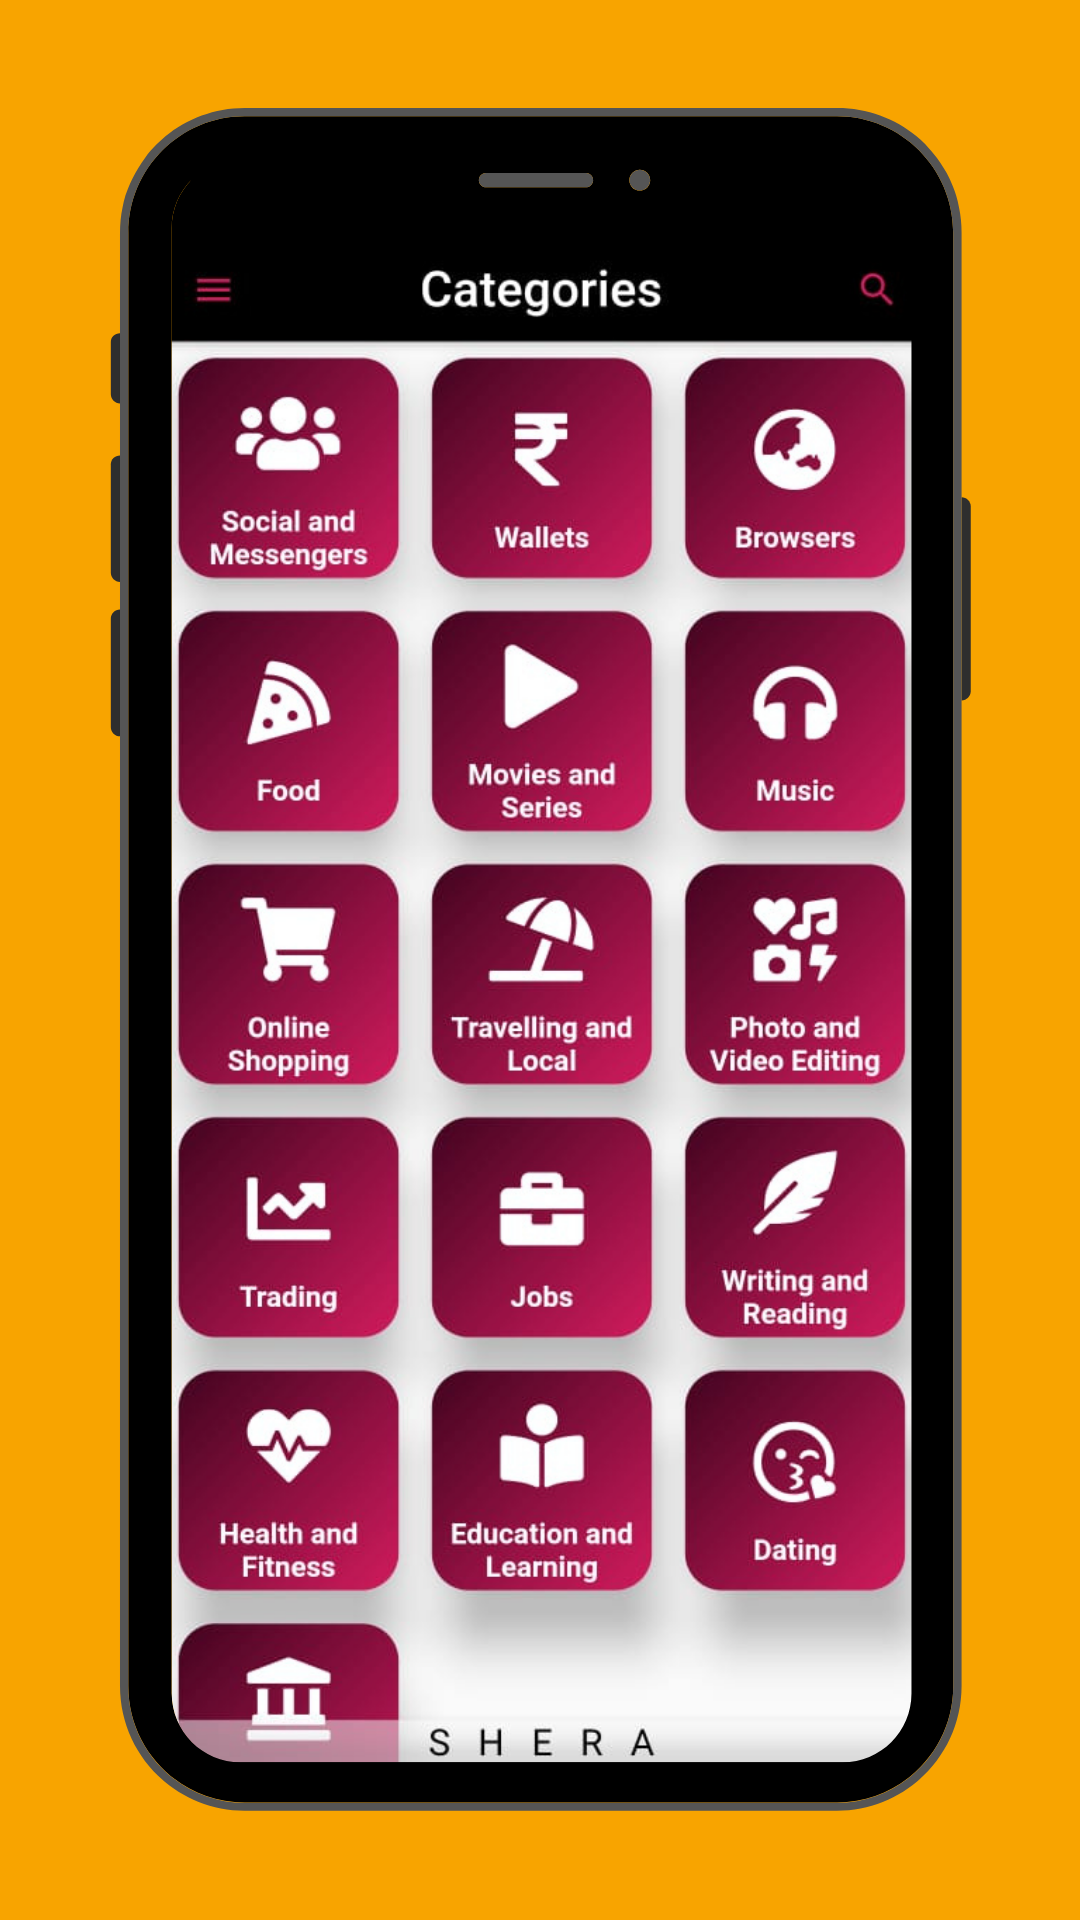 Categories
Social and
Messengers
Wallets
Browsers
Food
Movies and
Series
Music
Online
Shopping
Travelling and
Local
Photo and
Video Editing
Trading
Jobs
Writing and
Reading
Health and
Fitness
Education and
Learning
Dating
S H E R A